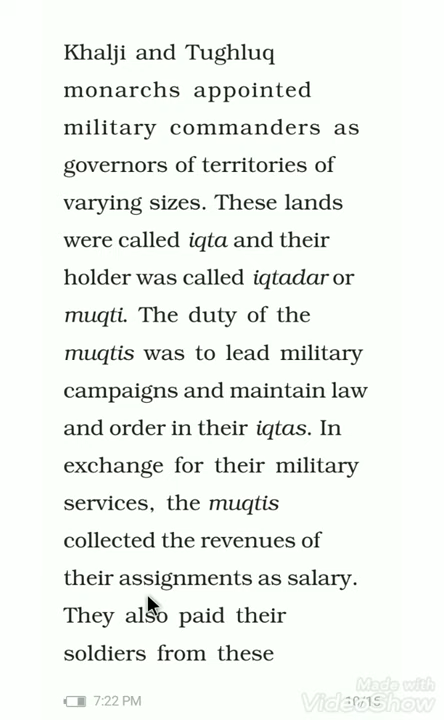 Khalji and Tughluq
monarchs appointed
military commanders as
governors of territories of
varying sizes. These lands
were called iqta and their
holder was called iqtadar or
muqti. The duty of the
muqtis was to lead military
campaigns and maintain law
and order in their iqtas. In
exchange for their military
services, the muqtis
collected the revenues of
their assignments as salary.
They also paid their
soldiers from these
7:22 PM
Made with
VideoShow